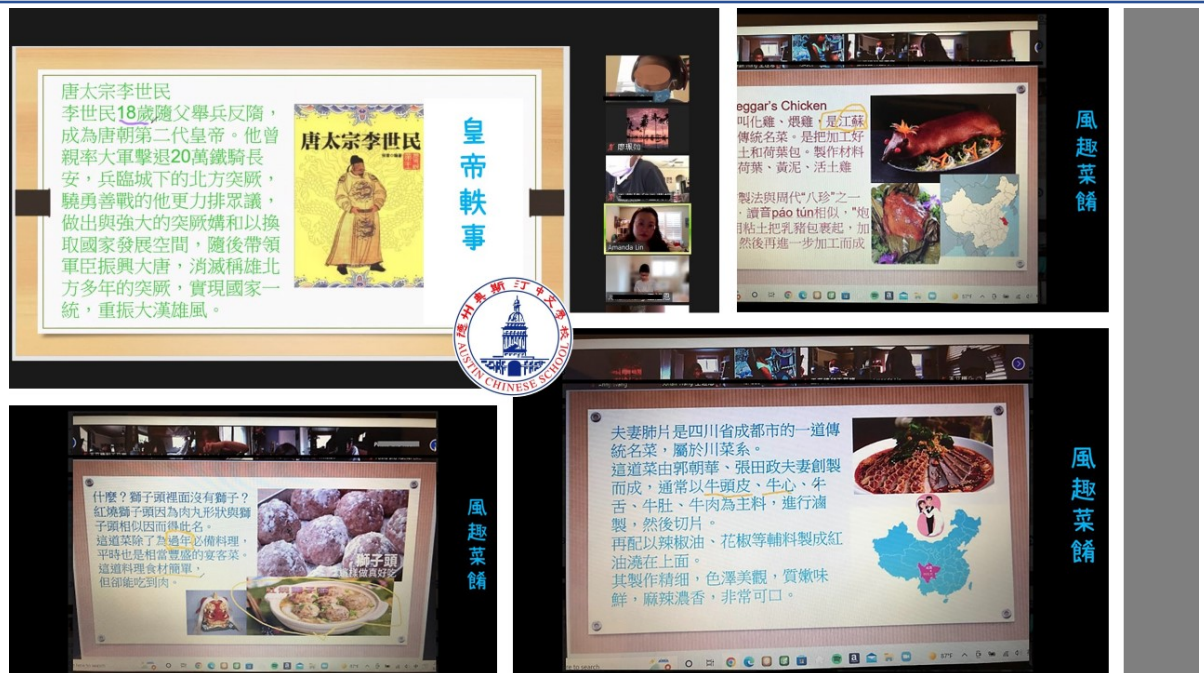 唐太宗李世民
李世民18歲隨父舉兵反隋，
成為唐朝第二代皇帝。他曾
親率大軍擊退20萬鐵騎長
安，兵臨城下的北方突厥，
驍勇善戰的他更力排眾議，
做出與強大的突厥媾和以換
取國家發展空間，隨後帶領
軍臣振興大唐，消滅稱雄北
方多年的突厥，實現國家一
統，重振大漢雄風。
唐太宗李世民
皇帝軼事
Amanda Lin
德州奧斯汀中文學校
AUSTIN CHINESE SCHOOL
eggar's Chicken
叫化雞、煨雞，是江蘇
傳統名菜。是把加工好
土和荷葉包。製作材料
荷葉、黃泥、活土雞
製法與周代"八珍"之一
讀音páo tún相似，"炮
用粘土把乳豬包裹起，加
然後再進一步加工而成
風趣菜餚
什麼？獅子頭裡面沒有獅子？
紅燒獅子頭因為肉丸形狀與獅
子頭相似因而得此名。
這道菜除了為過年必備料理，
平時也是相當豐盛的宴客菜。
這道料理食材簡單，
但卻能吃到肉。
獅子頭
這樣做真好吃
風趣菜餚
夫妻肺片是四川省成都市的一道傳
統名菜，屬於川菜系。
這道菜由郭朝華、張田政夫妻創製
而成，通常以牛頭皮、牛心、牛
舌、牛肚、牛肉為主料，進行滷
製，然後切片。
再配以辣椒油、花椒等輔料製成紅
油澆在上面。
其製作精細，色澤美觀，質嫩味
鮮，麻辣濃香，非常可口。
風趣菜餚